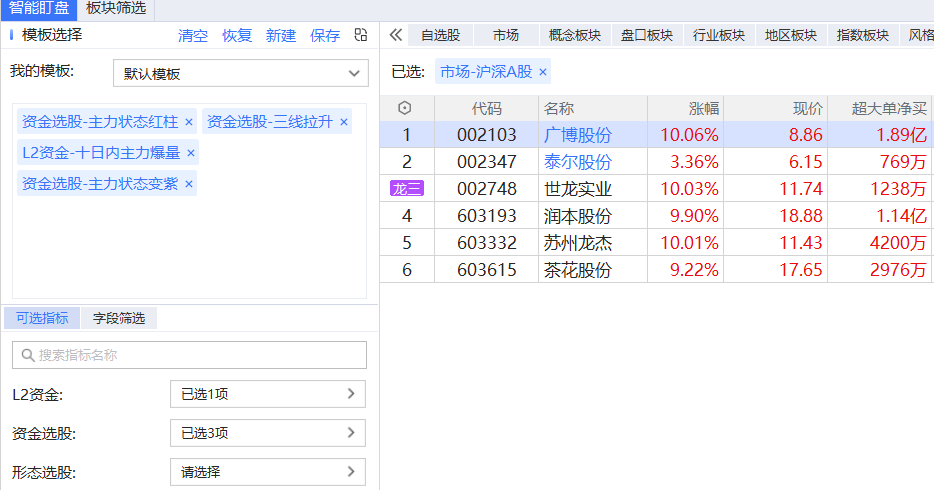 智能盯盘 板块筛选
模板选择 清空 恢复 新建 保存
我的模板: 默认模板
资金选股-主力状态红柱 × 资金选股-三线拉升 ×
L2资金-十日内主力爆量 ×
资金选股-主力状态变紫 ×
可选指标 字段筛选
搜索指标名称
L2资金: 已选1项
资金选股: 已选3项
形态选股: 请选择
自选股 市场 概念板块 盘口板块 行业板块 地区板块 指数板块 风格
已选: 市场-沪深A股 ×
代码 名称 涨幅 现价 超大单净买
1 002103 广博股份 10.06% 8.86 1.89亿
2 002347 泰尔股份 3.36% 6.15 769万
龙三 002748 世龙实业 10.03% 11.74 1238万
4 603193 润本股份 9.90% 18.88 1.14亿
5 603332 苏州龙杰 10.01% 11.43 4200万
6 603615 茶花股份 9.22% 17.65 2976万